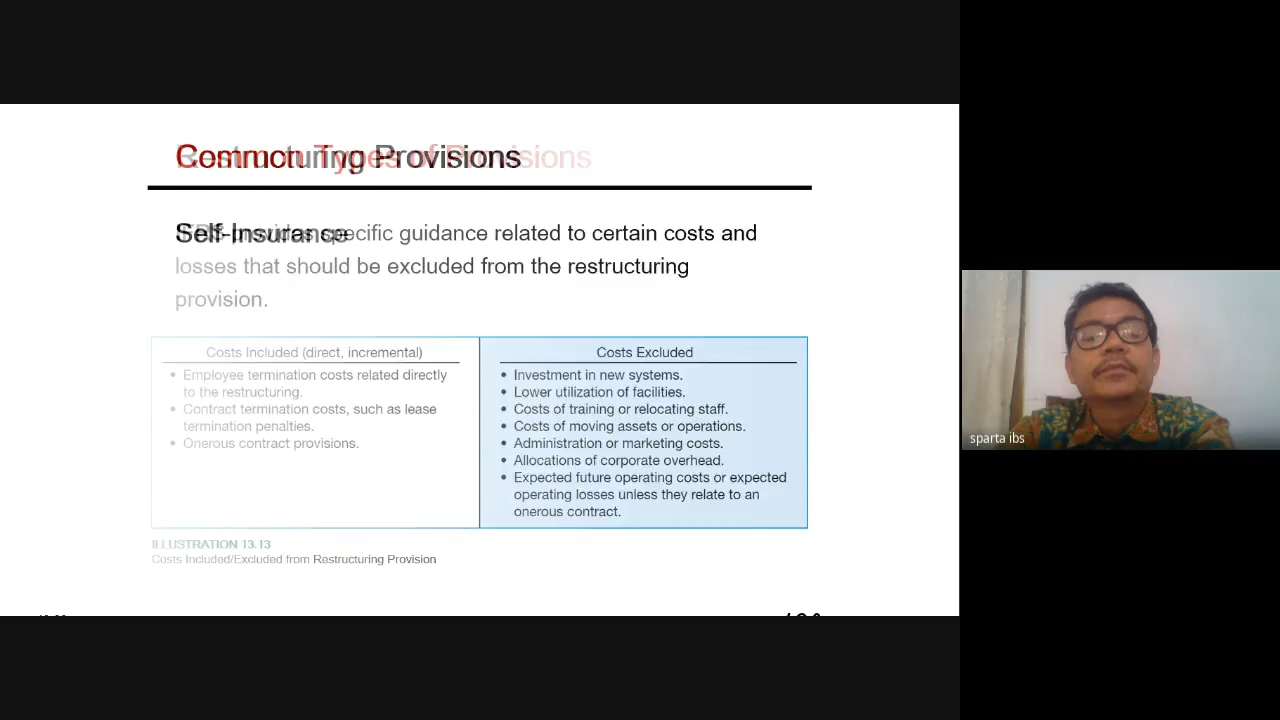 Common Types of Provisions
Restructuring Provisions
Self-Insurance
IFRS provides specific guidance related to certain costs and
losses that should be excluded from the restructuring
provision.
Costs Included (direct, incremental)
• Employee termination costs related directly
to the restructuring.
• Contract termination costs, such as lease
termination penalties.
• Onerous contract provisions.
Costs Excluded
• Investment in new systems.
• Lower utilization of facilities.
• Costs of training or relocating staff.
• Costs of moving assets or operations.
• Administration or marketing costs.
• Allocations of corporate overhead.
• Expected future operating costs or expected
operating losses unless they relate to an
onerous contract.
ILLUSTRATION 13.13
Costs Included/Excluded from Restructuring Provision
sparta ibs